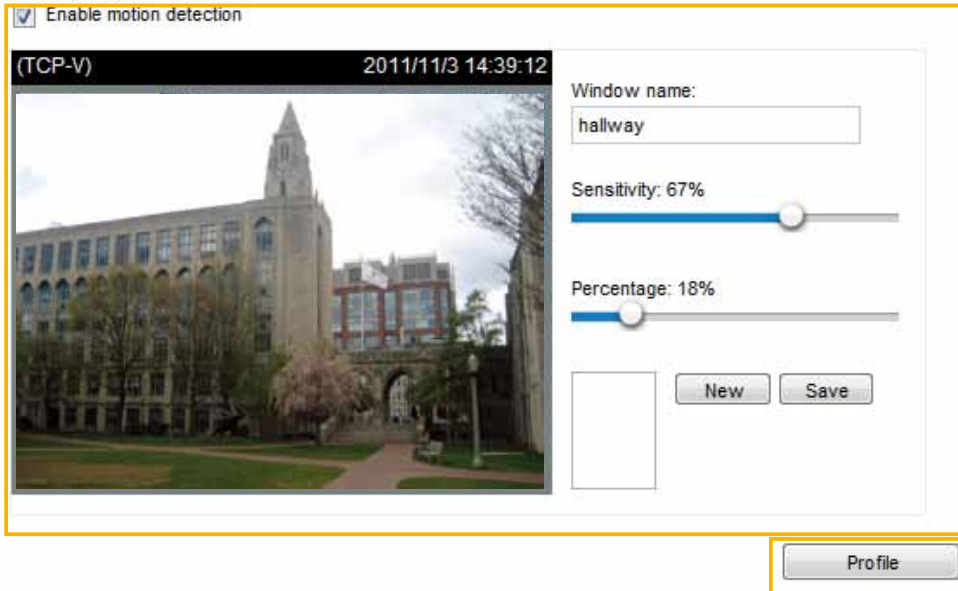 Enable motion detection
(TCP-V) 2011/11/3 14:39:12
Window name:
hallway
Sensitivity: 67%
Percentage: 18%
New Save
Profile